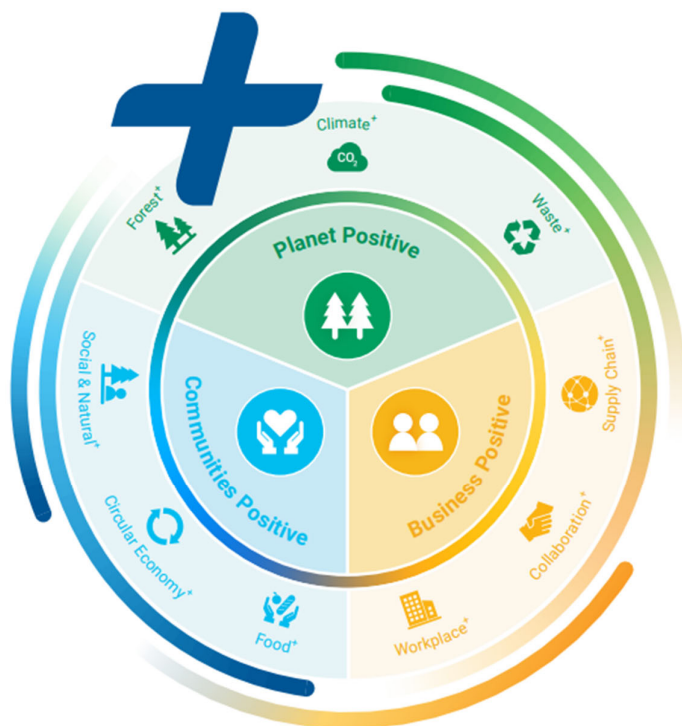 Climate⁺
CO₂
Forest⁺
Waste⁺
Planet Positive
Social & Natural⁺
Supply Chain⁺
Communities Positive
Business Positive
Circular Economy⁺
Collaboration⁺
Food⁺
Workplace⁺